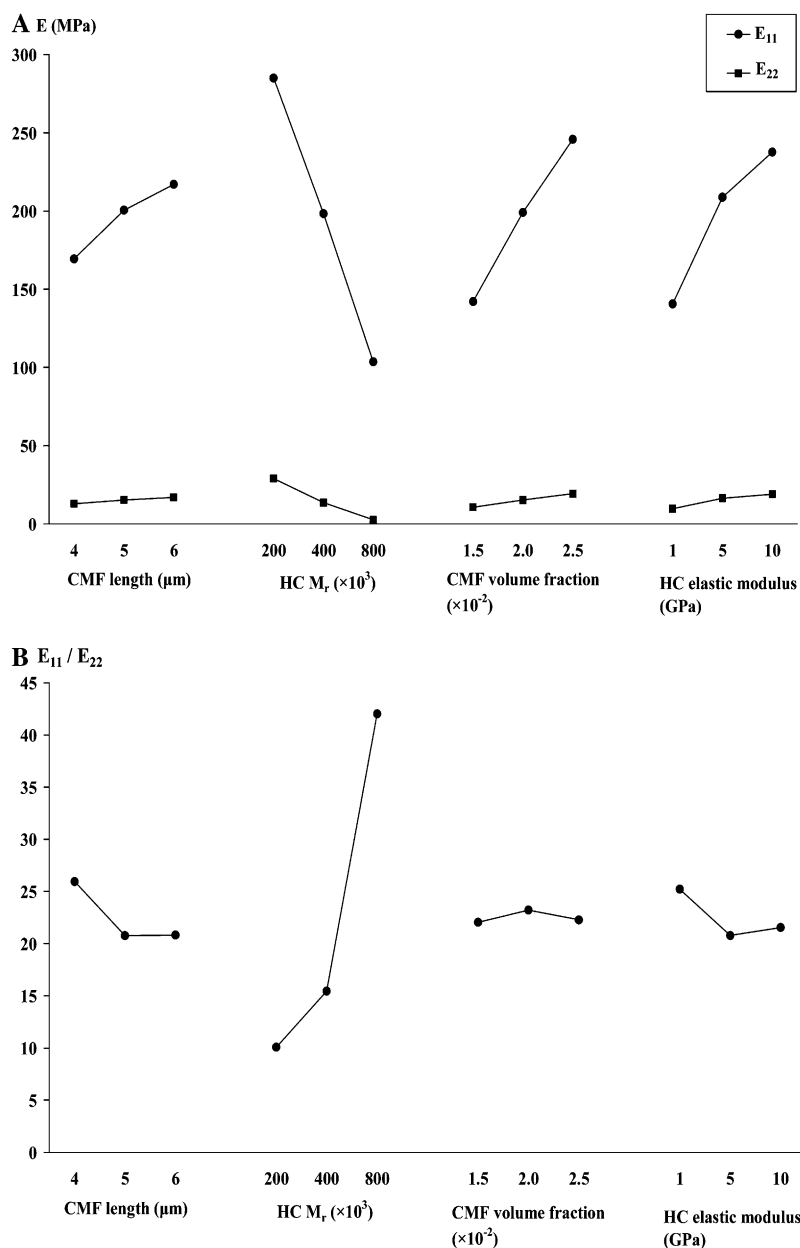 A E (MPa)
E₁₁
E₂₂
300
250
200
150
100
50
0
4 5 6 200 400 800 1.5 2.0 2.5 1 5 10
CMF length (μm) HC Mᵣ (×10³) CMF volume fraction (×10⁻²) HC elastic modulus (GPa)
B E₁₁ / E₂₂
45
40
35
30
25
20
15
10
5
0
4 5 6 200 400 800 1.5 2.0 2.5 1 5 10
CMF length (μm) HC Mᵣ (×10³) CMF volume fraction (×10⁻²) HC elastic modulus (GPa)